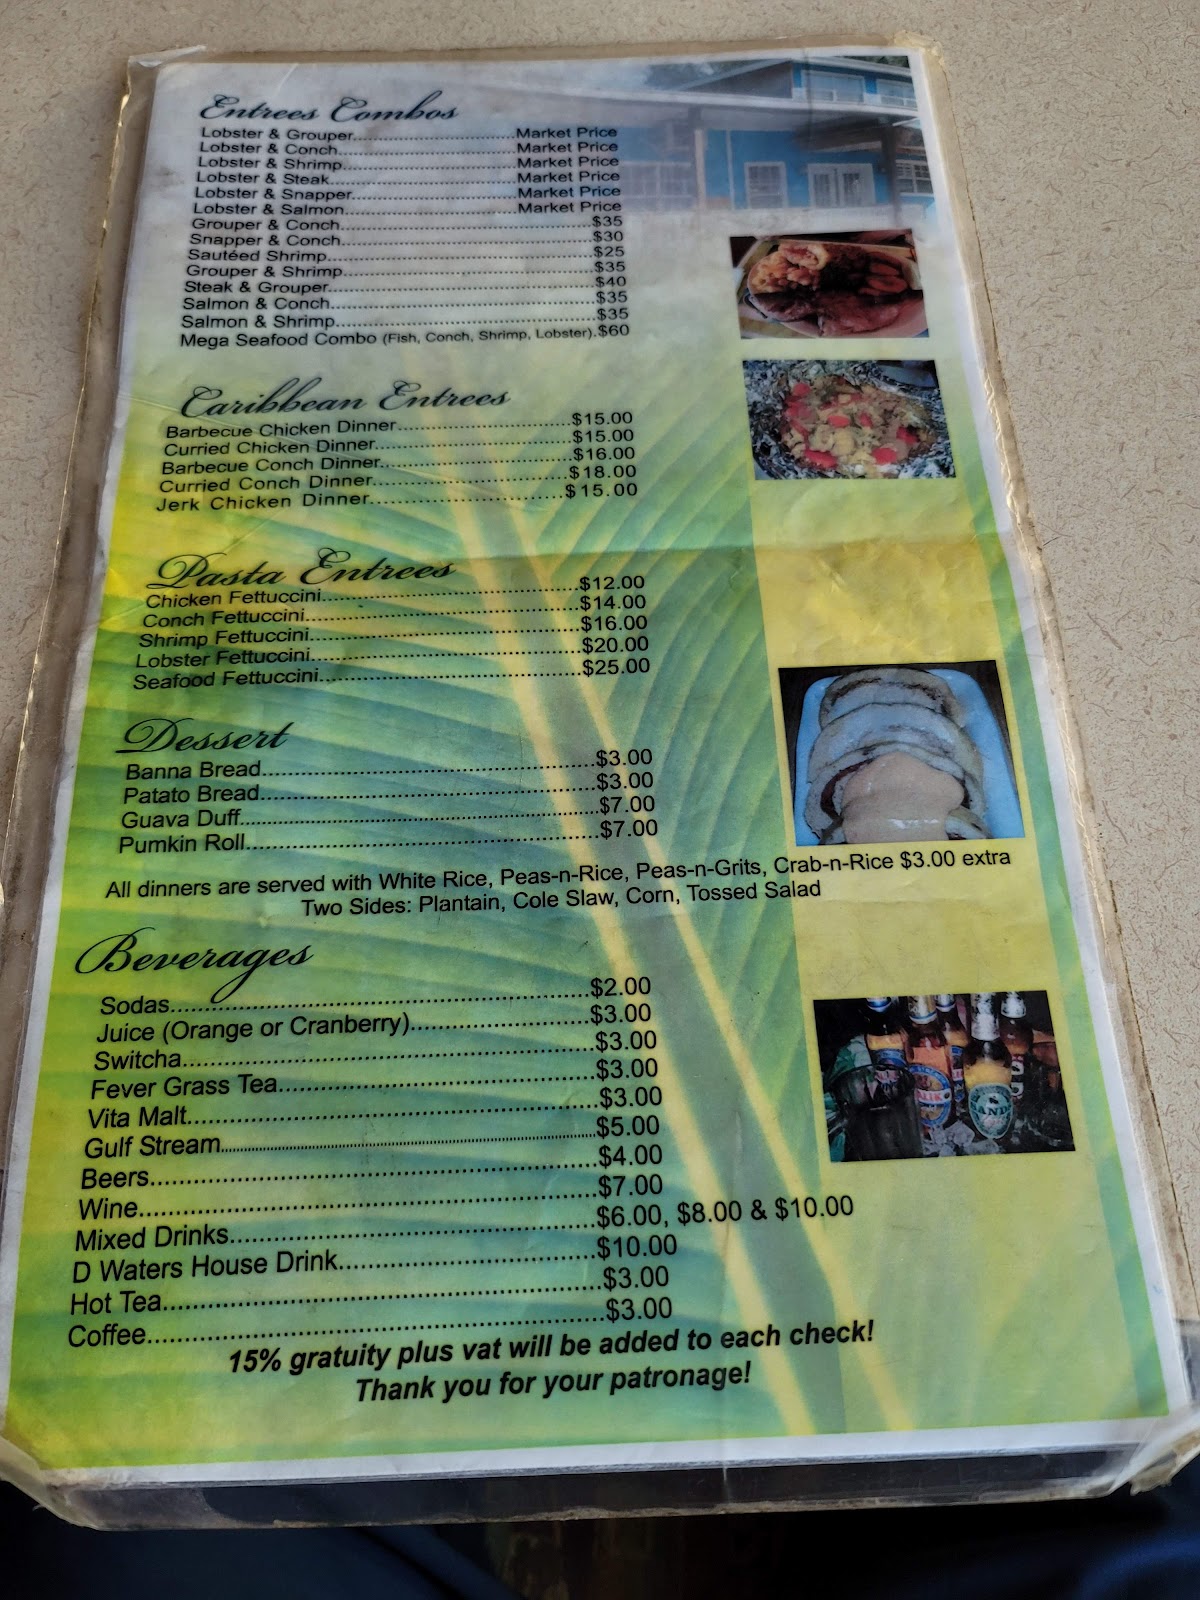 Entrees Combos
Lobster & Grouper..............................Market Price
Lobster & Conch.................................Market Price
Lobster & Shrimp................................Market Price
Lobster & Steak..................................Market Price
Lobster & Snapper..............................Market Price
Lobster & Salmon................................Market Price
Grouper & Conch...............................................$35
Snapper & Conch...............................................$30
Sautéed Shrimp..................................................$25
Grouper & Shrimp...............................................$35
Steak & Grouper.................................................$40
Salmon & Conch................................................$35
Salmon & Shrimp...............................................$35
Mega Seafood Combo (Fish, Conch, Shrimp, Lobster).$60
Caribbean Entrees
Barbecue Chicken Dinner..............................$15.00
Curried Chicken Dinner..................................$15.00
Barbecue Conch Dinner.................................$16.00
Curried Conch Dinner....................................$18.00
Jerk Chicken Dinner.......................................$15.00
Pasta Entrees
Chicken Fettuccini..........................................$12.00
Conch Fettuccini............................................$14.00
Shrimp Fettuccini...........................................$16.00
Lobster Fettuccini...........................................$20.00
Seafood Fettuccini..........................................$25.00
Dessert
Banna Bread..................................................$3.00
Patato Bread...................................................$3.00
Guava Duff......................................................$7.00
Pumkin Roll.....................................................$7.00
All dinners are served with White Rice, Peas-n-Rice, Peas-n-Grits, Crab-n-Rice $3.00 extra
Two Sides: Plantain, Cole Slaw, Corn, Tossed Salad
Beverages
Sodas..............................................................$2.00
Juice (Orange or Cranberry)..........................$3.00
Switcha............................................................$3.00
Fever Grass Tea..............................................$3.00
Vita Malt...........................................................$3.00
Gulf Stream......................................................$5.00
Beers................................................................$4.00
Wine.................................................................$7.00
Mixed Drinks....................................................$6.00, $8.00 & $10.00
D Waters House Drink....................................$10.00
Hot Tea.............................................................$3.00
Coffee...............................................................$3.00
15% gratuity plus vat will be added to each check!
Thank you for your patronage!